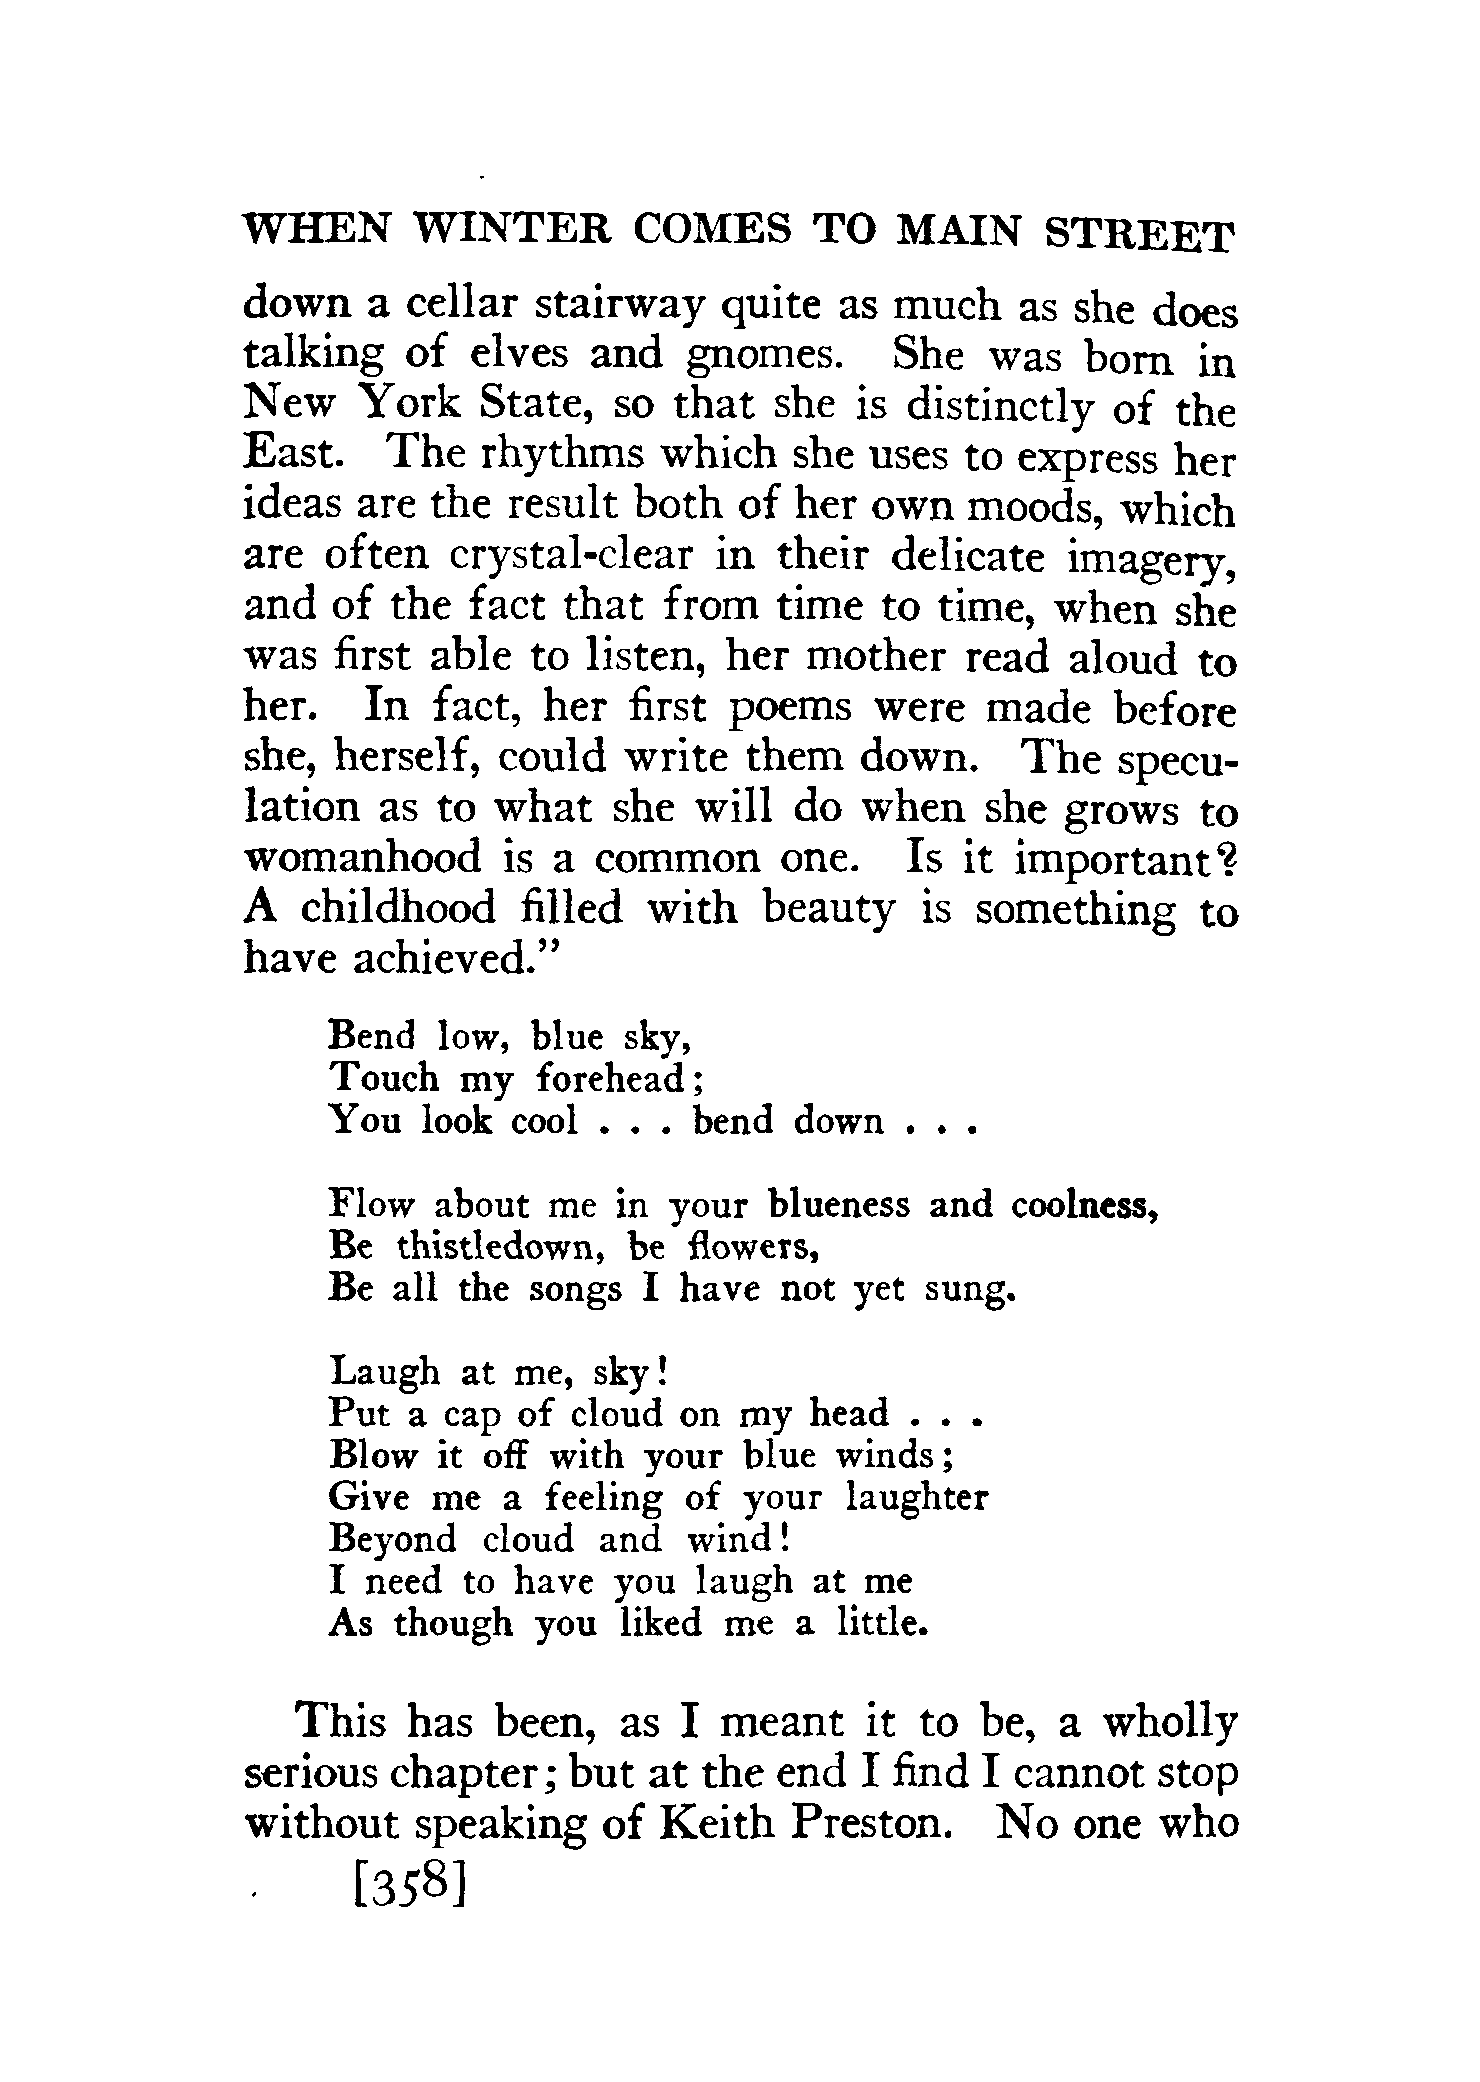 WHEN WINTER COMES TO MAIN STREET
down a cellar stairway quite as much as she does
talking of elves and gnomes. She was born in
New York State, so that she is distinctly of the
East. The rhythms which she uses to express her
ideas are the result both of her own moods, which
are often crystal-clear in their delicate imagery,
and of the fact that from time to time, when she
was first able to listen, her mother read aloud to
her. In fact, her first poems were made before
she, herself, could write them down. The specu-
lation as to what she will do when she grows to
womanhood is a common one. Is it important?
A childhood filled with beauty is something to
have achieved.”
Bend low, blue sky,
Touch my forehead;
You look cool . . . bend down . . .
Flow about me in your blueness and coolness,
Be thistledown, be flowers,
Be all the songs I have not yet sung.
Laugh at me, sky!
Put a cap of cloud on my head . . .
Blow it off with your blue winds;
Give me a feeling of your laughter
Beyond cloud and wind!
I need to have you laugh at me
As though you liked me a little.
This has been, as I meant it to be, a wholly
serious chapter; but at the end I find I cannot stop
without speaking of Keith Preston. No one who
[358]